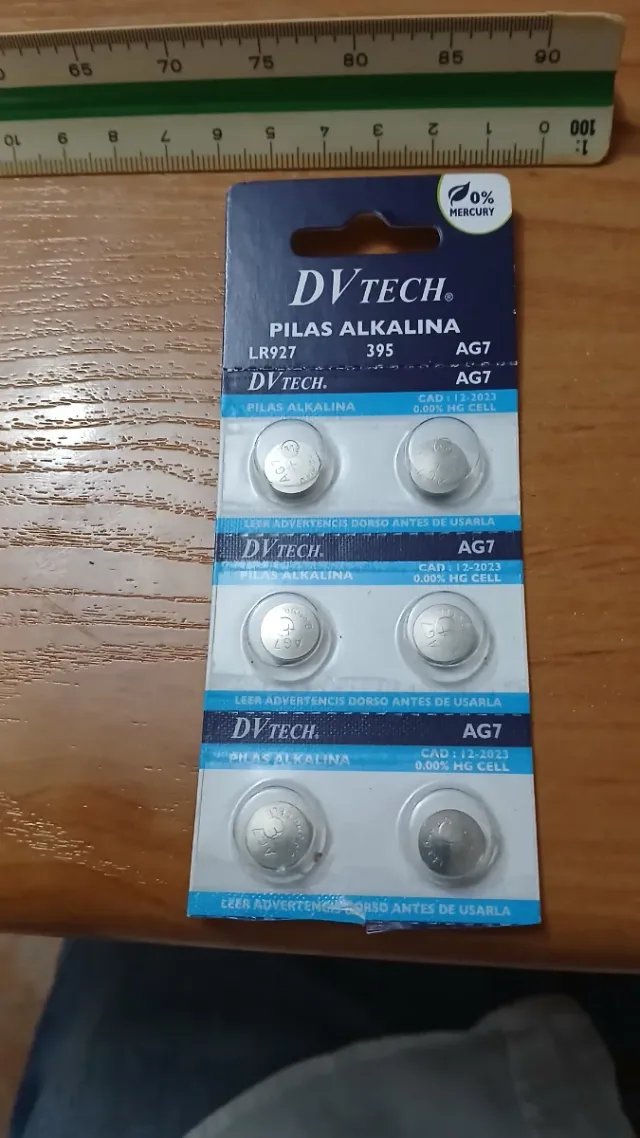 65 70 75 80 85 90
10 9 8 7 6 5 4 3 2 1 0 1:100
0% MERCURY
DVTECH®
PILAS ALKALINA
LR927 395 AG7
DVTECH. AG7
PILAS ALKALINA CAD : 12-2023
0.00% HG CELL
AG7
LEER ADVERTENCIS DORSO ANTES DE USARLA
DVTECH. AG7
PILAS ALKALINA CAD : 12-2023
0.00% HG CELL
AG7
LEER ADVERTENCIS DORSO ANTES DE USARLA
DVTECH. AG7
PILAS ALKALINA CAD : 12-2023
0.00% HG CELL
AG7
LEER ADVERTENCIS DORSO ANTES DE USARLA